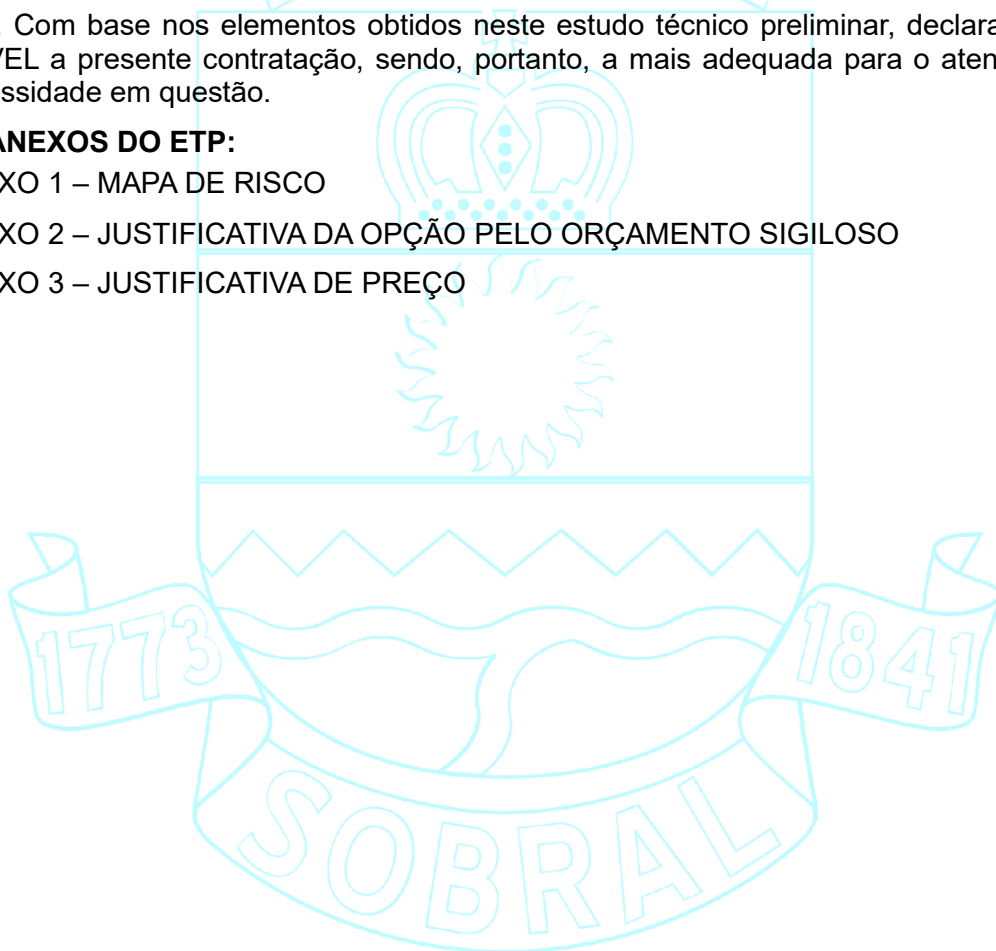 . Com base nos elementos obtidos neste estudo técnico preliminar, declara
VEL a presente contratação, sendo, portanto, a mais adequada para o aten
ssidade em questão.
ANEXOS DO ETP:
XO 1 – MAPA DE RISCO
XO 2 – JUSTIFICATIVA DA OPÇÃO PELO ORÇAMENTO SIGILOSO
XO 3 – JUSTIFICATIVA DE PREÇO
1773
1841
SOBRAL